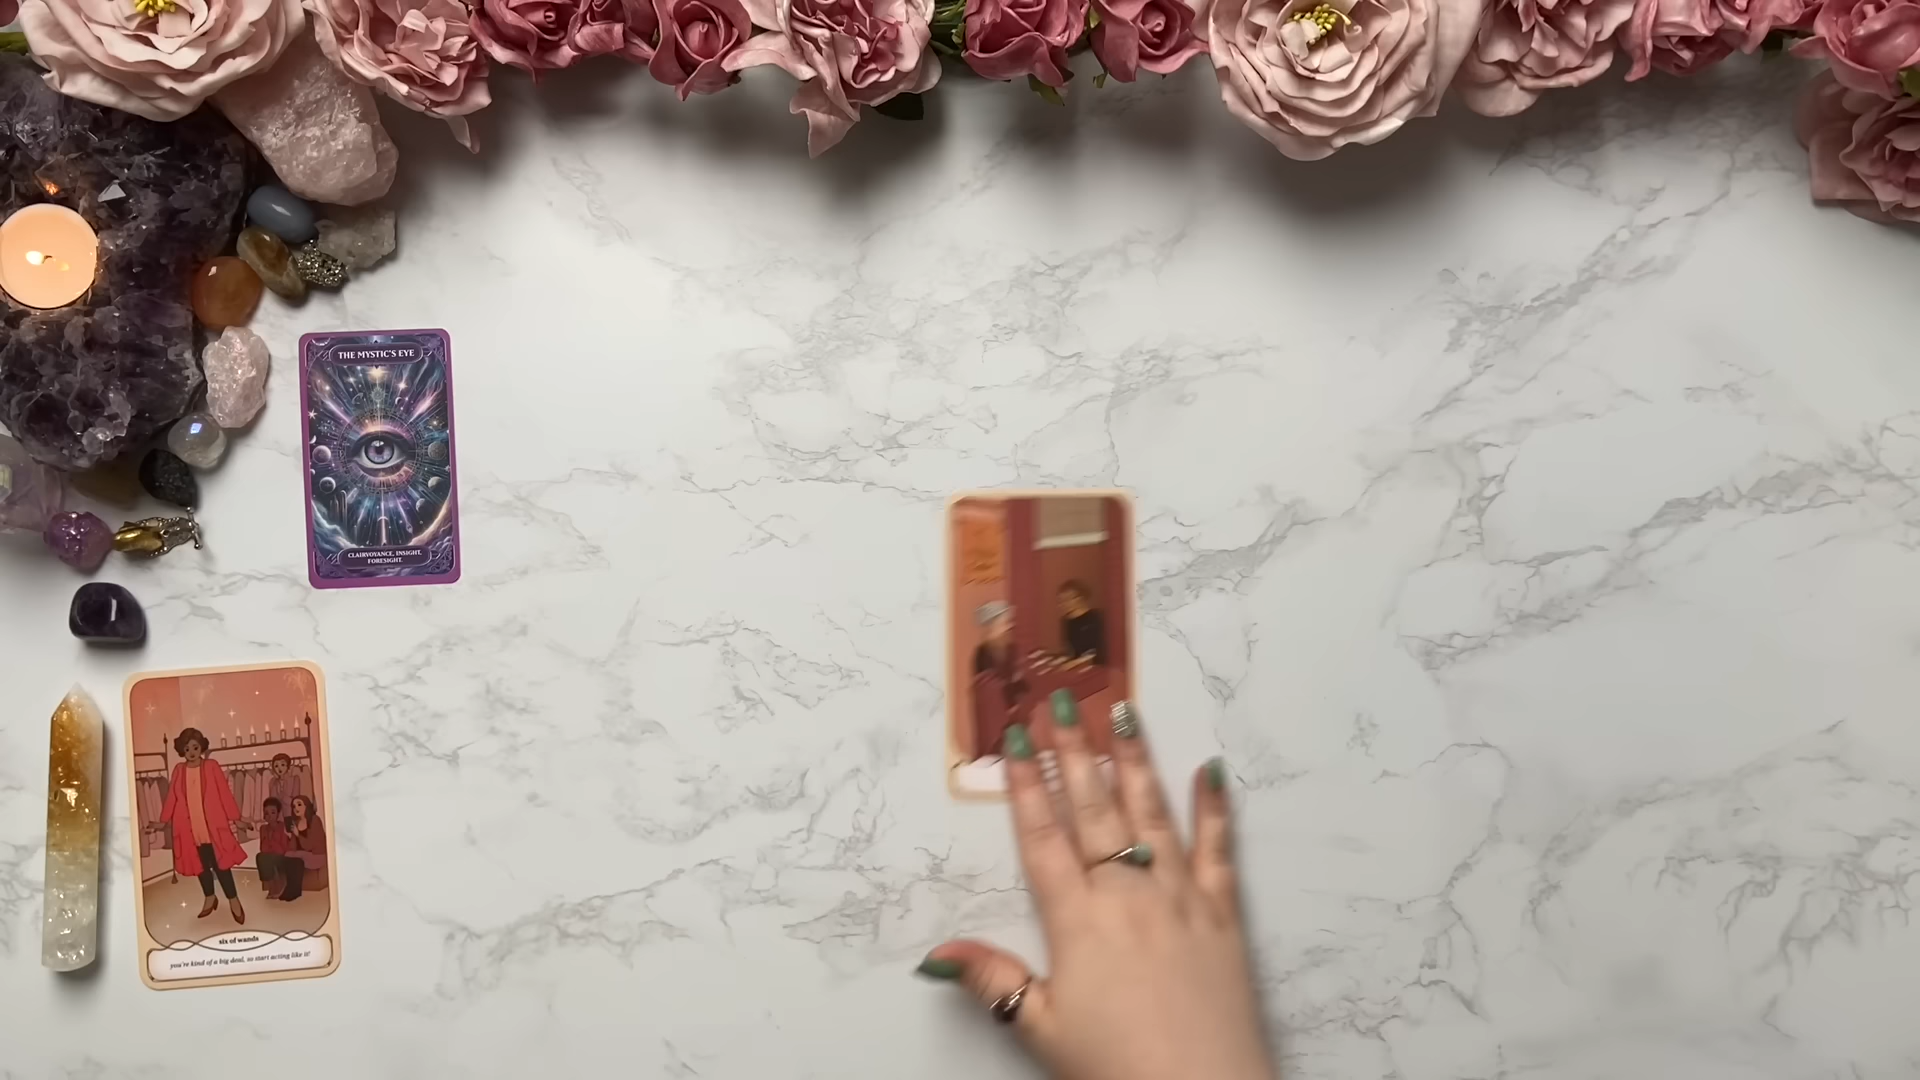 THE MYSTIC'S EYE
CLAIRVOYANCE, INSIGHT,
FORESIGHT
six of wands
you're kind of a big deal, so start acting like it!